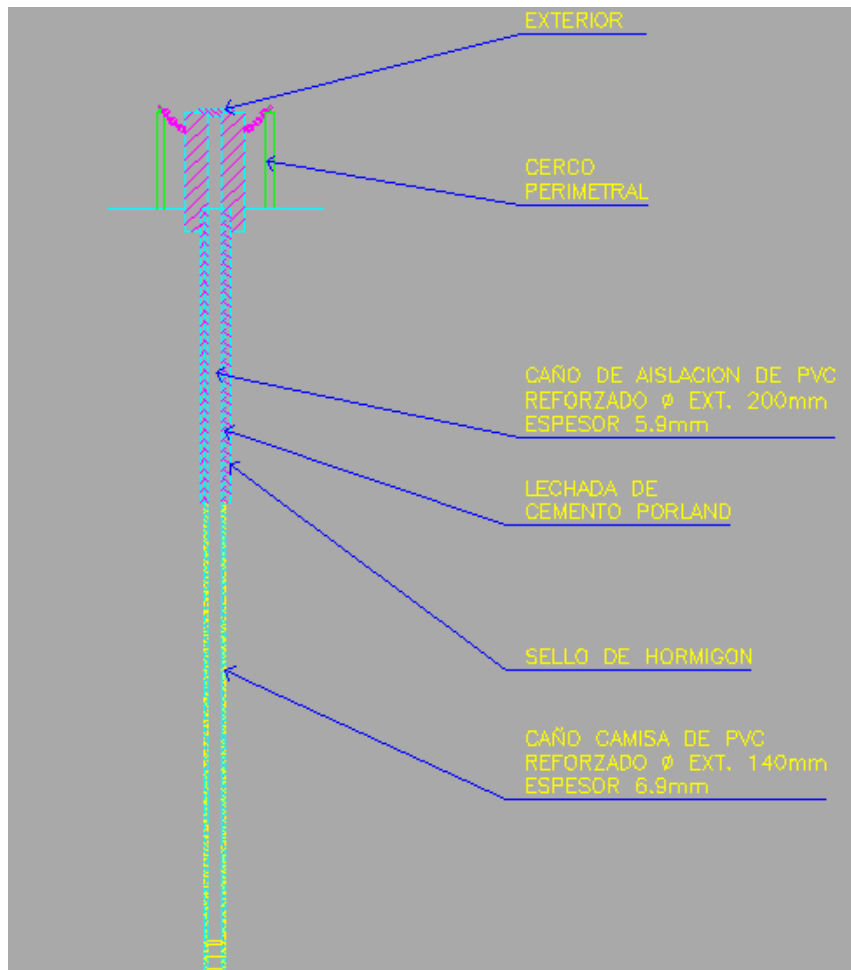 EXTERIOR
CERCO
PERIMETRAL
CAÑO DE AISLACION DE PVC
REFORZADO ø EXT. 200mm
ESPESOR 5.9mm
LECHADA DE
CEMENTO PORLAND
SELLO DE HORMIGON
CAÑO CAMISA DE PVC
REFORZADO ø EXT. 140mm
ESPESOR 6.9mm